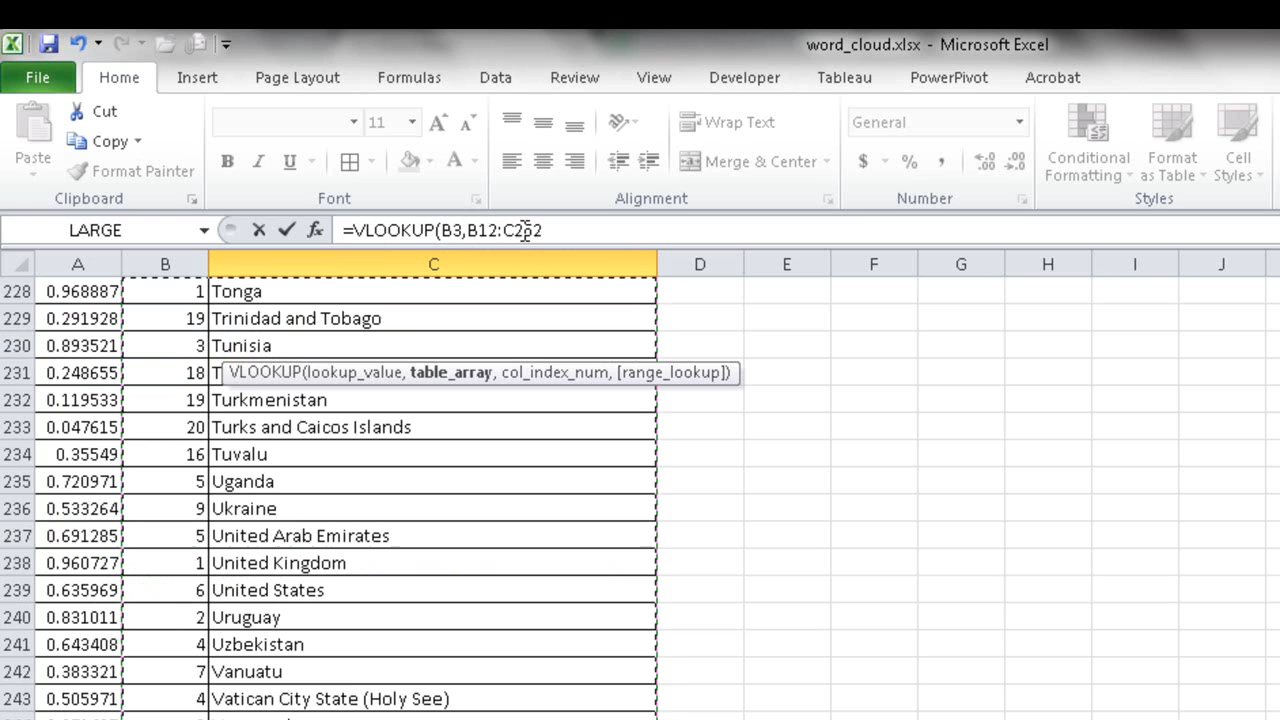 word_cloud.xlsx - Microsoft Excel
File Home Insert Page Layout Formulas Data Review View Developer Tableau PowerPivot Acrobat
Cut
Copy
Format Painter
Paste
Clipboard
11
B I U A
Font
Wrap Text
Merge & Center
Alignment
General
$ % ,
Number
Conditional Formatting
Format as Table
Cell Styles
Styles
LARGE fx =VLOOKUP(B3,B12:C262
A B C D E F G H I J
228 0.968887 1 Tonga
229 0.291928 19 Trinidad and Tobago
230 0.893521 3 Tunisia
231 0.248655 18 T
VLOOKUP(lookup_value, table_array, col_index_num, [range_lookup])
232 0.119533 19 Turkmenistan
233 0.047615 20 Turks and Caicos Islands
234 0.35549 16 Tuvalu
235 0.720971 5 Uganda
236 0.533264 9 Ukraine
237 0.691285 5 United Arab Emirates
238 0.960727 1 United Kingdom
239 0.635969 6 United States
240 0.831011 2 Uruguay
241 0.643408 4 Uzbekistan
242 0.383321 7 Vanuatu
243 0.505971 4 Vatican City State (Holy See)